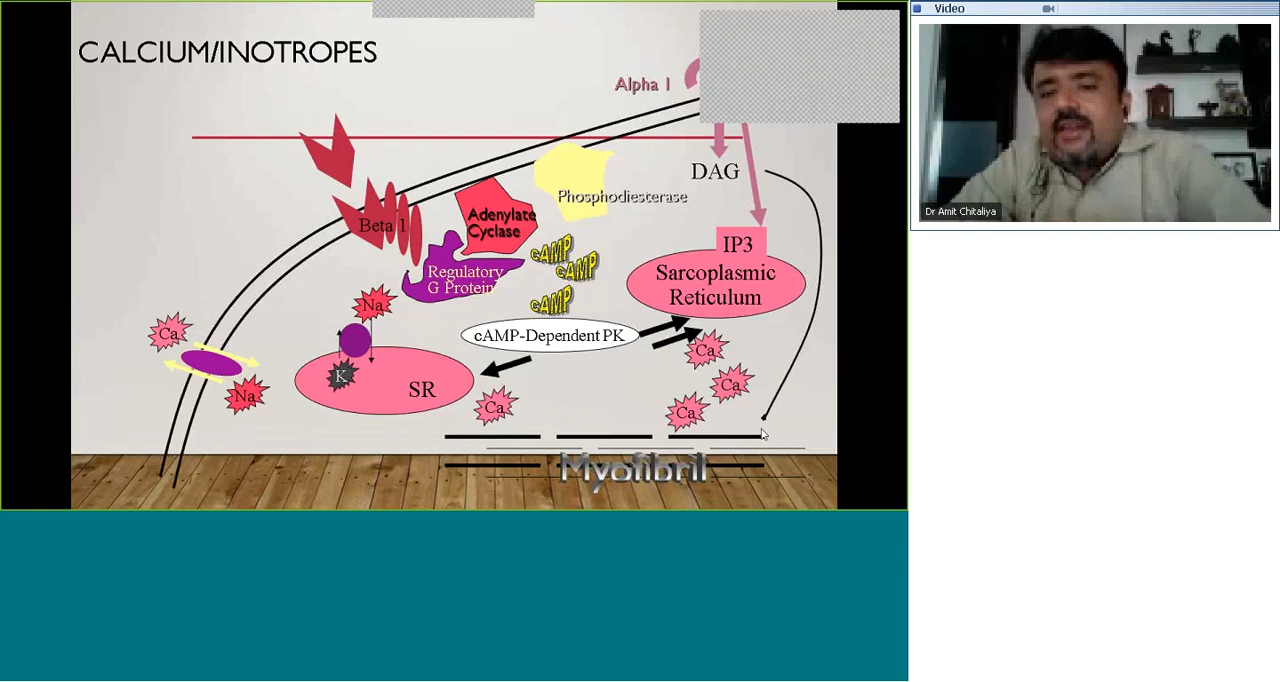 Video
CALCIUM/INOTROPES
Alpha 1
DAG
Phosphodiesterase
Adenylate
Cyclase
Beta 1
IP3
cAMP
cAMP
cAMP
Regulatory
G Protein
Sarcoplasmic
Reticulum
Na
Ca
cAMP-Dependent PK
Ca
K
SR
Na
Ca
Ca
Ca
Myofibril
Dr Amit Chitaliya